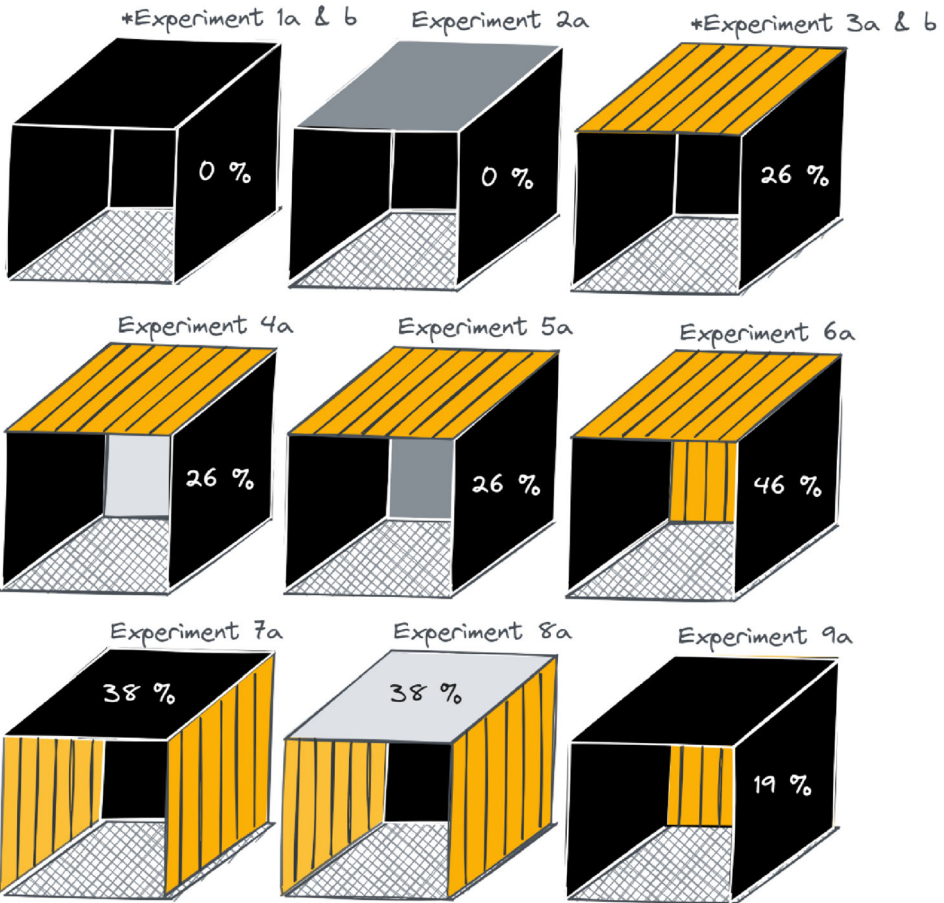 *Experiment 1a & b
Experiment 2a
*Experiment 3a & b
0 %
0 %
26 %
Experiment 4a
Experiment 5a
Experiment 6a
26 %
26 %
46 %
Experiment 7a
Experiment 8a
Experiment 9a
38 %
38 %
19 %